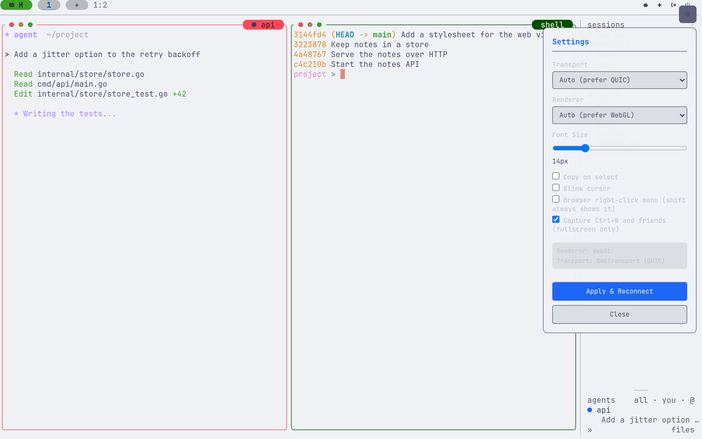 H 1 + 1:2
* agent ~/project
api
> Add a jitter option to the retry backoff
Read internal/store/store.go
Read cmd/api/main.go
Edit internal/store/store_test.go +42
* Writing the tests...
shell
3144fd4 (HEAD -> main) Add a stylesheet for the web vi
3223878 Keep notes in a store
4a48767 Serve the notes over HTTP
c4c210b Start the notes API
project >
sessions
Settings
Transport
Auto (prefer QUIC)
Renderer
Auto (prefer WebGL)
Font Size
14px
Copy on select
Blink cursor
Browser right-click menu (shift
always shows it)
Capture Ctrl+W and friends
(fullscreen only)
Renderer: WebGL
Transport: WebTransport (QUIC)
Apply & Reconnect
Close
agents all · you · @
api
Add a jitter option …
» files